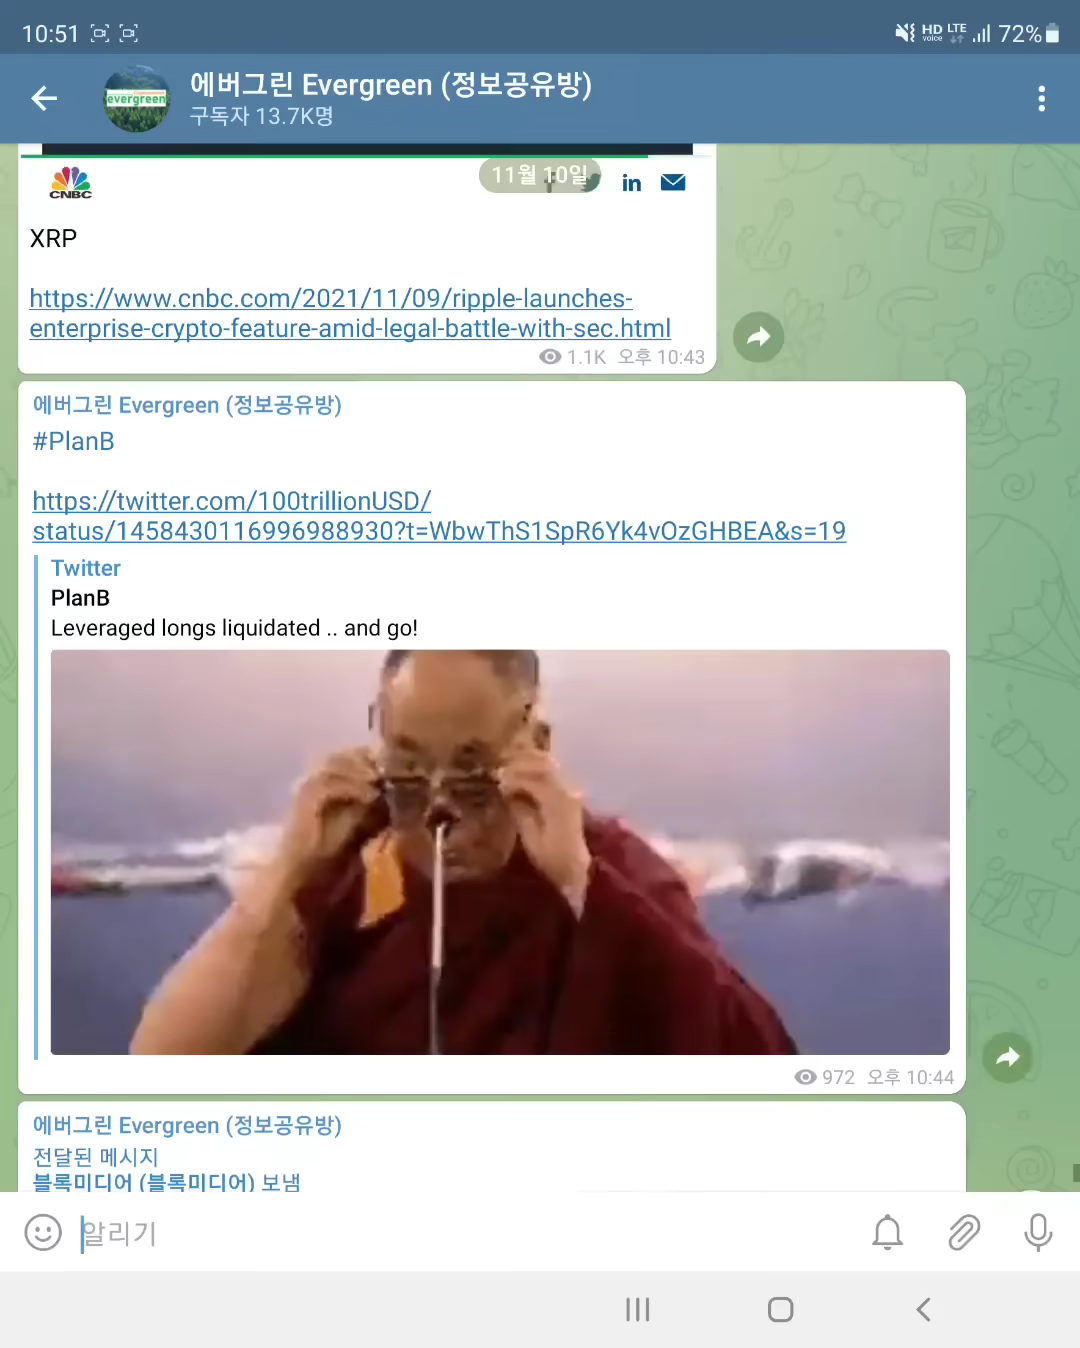 10:51
HD voice LTE 72%
에버그린 Evergreen (정보공유방)
evergreen
구독자 13.7K명
11월 10일
CNBC
in
XRP
https://www.cnbc.com/2021/11/09/ripple-launches-
enterprise-crypto-feature-amid-legal-battle-with-sec.html
1.1K 오후 10:43
에버그린 Evergreen (정보공유방)
#PlanB
https://twitter.com/100trillionUSD/
status/1458430116996988930?t=WbwThS1SpR6Yk4vOzGHBEA&s=19
Twitter
PlanB
Leveraged longs liquidated .. and go!
972 오후 10:44
에버그린 Evergreen (정보공유방)
전달된 메시지
블록미디어 (블록미디어) 보냄
알리기